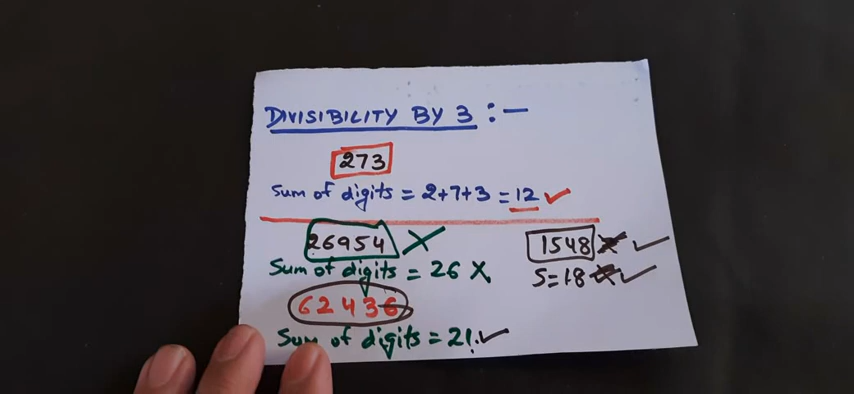 DIVISIBILITY BY 3 :-
273
Sum of digits = 2+7+3 = 12 ✓
26954 X
Sum of digits = 26 X
62436
Sum of digits = 21. ✓
1548 ✓
S=18 ✓